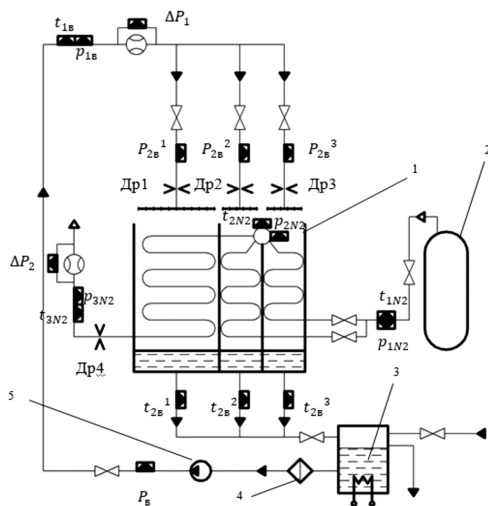 t₁в
ΔP₁
p₁в
P₂в¹ P₂в² P₂в³
Др1 Др2 Др3
1
2
t₂N2
p₂N2
ΔP₂
p₃N2
t₃N2
t₁N2
p₁N2
Др4
5
t₂в¹ t₂в² t₂в³
3
4
Pв